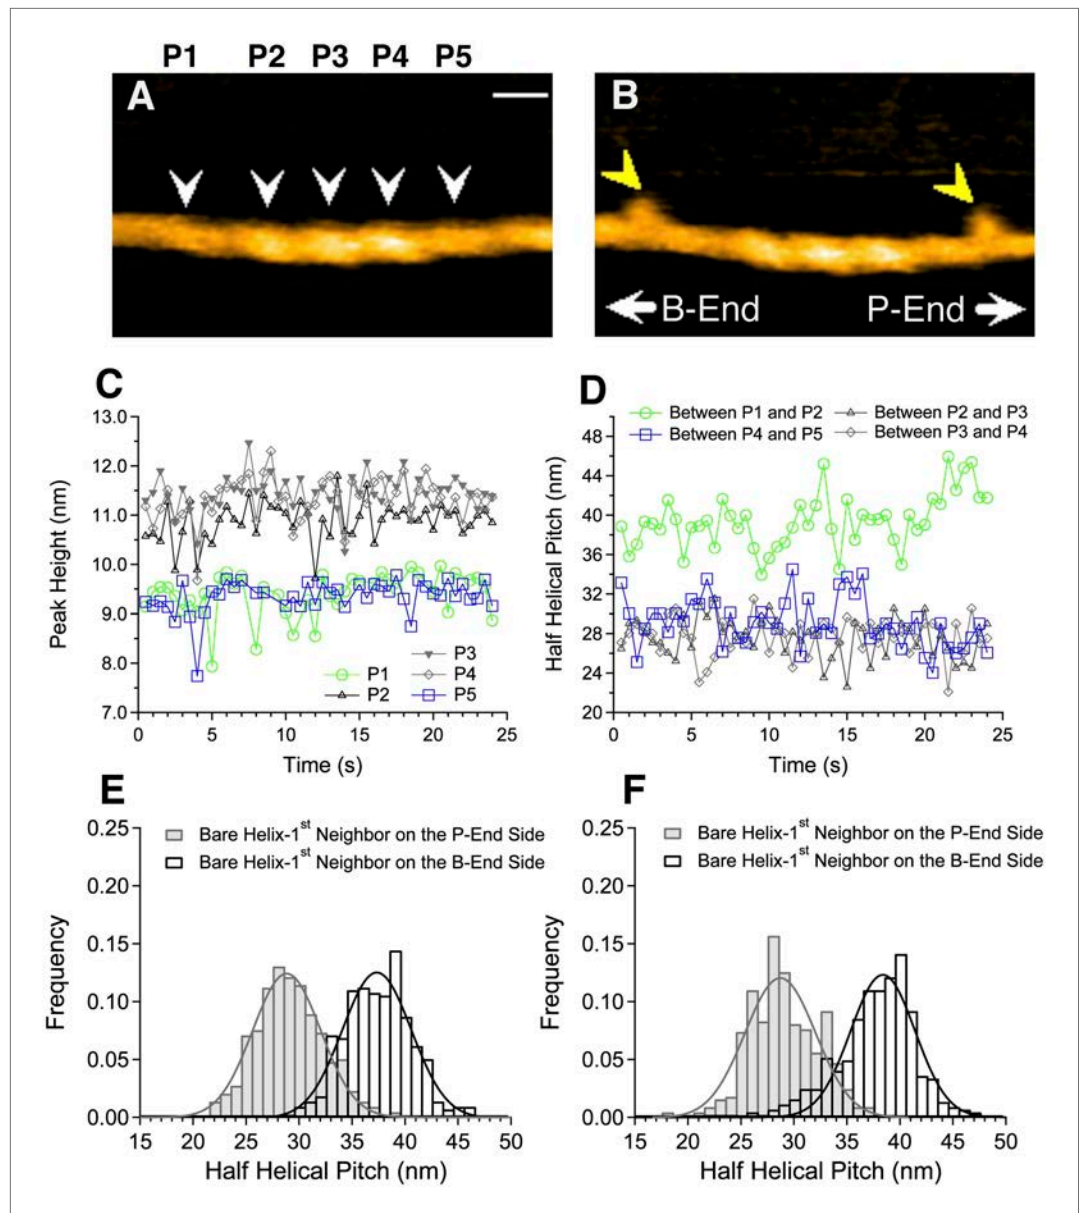 P1 P2 P3 P4 P5
A
B
B-End P-End
C
D
13.0
12.0
11.0
10.0
9.0
8.0
7.0
Peak Height (nm)
P1
P2
P3
P4
P5
0 5 10 15 20 25
Time (s)
Between P1 and P2
Between P4 and P5
Between P2 and P3
Between P3 and P4
48
44
40
36
32
28
24
20
Half Helical Pitch (nm)
0 5 10 15 20 25
Time (s)
E
Bare Helix-1st Neighbor on the P-End Side
Bare Helix-1st Neighbor on the B-End Side
0.25
0.20
0.15
0.10
0.05
0.00
Frequency
15 20 25 30 35 40 45 50
Half Helical Pitch (nm)
F
Bare Helix-1st Neighbor on the P-End Side
Bare Helix-1st Neighbor on the B-End Side
0.25
0.20
0.15
0.10
0.05
0.00
Frequency
15 20 25 30 35 40 45 50
Half Helical Pitch (nm)